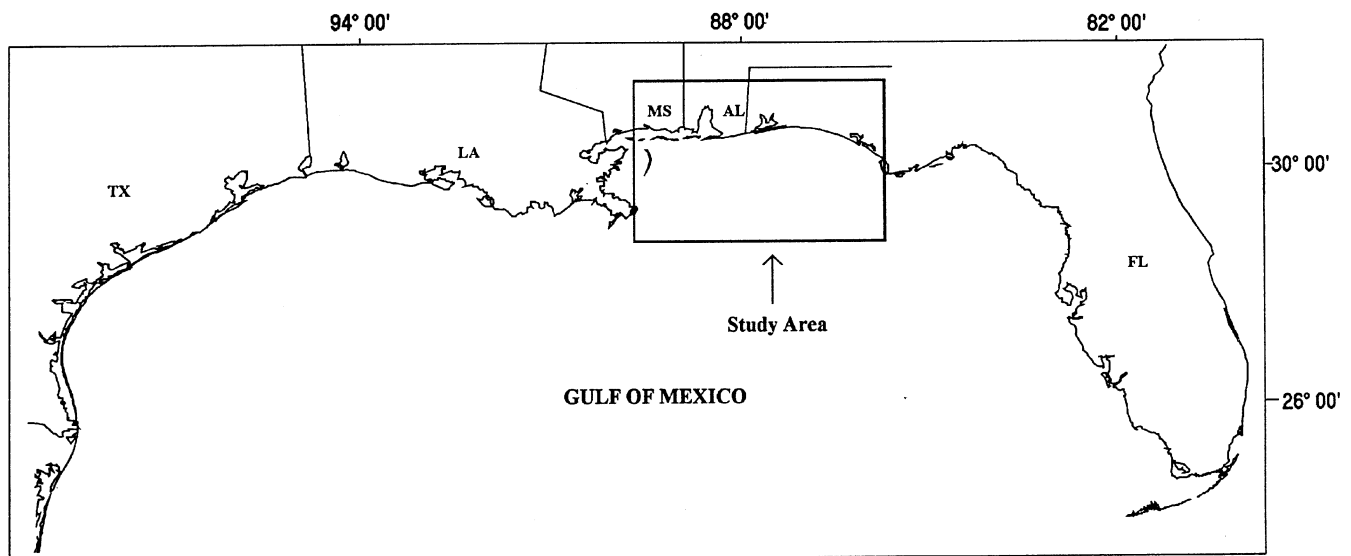 94° 00'
88° 00'
82° 00'
MS
AL
LA
30° 00'
TX
FL
Study Area
GULF OF MEXICO
26° 00'